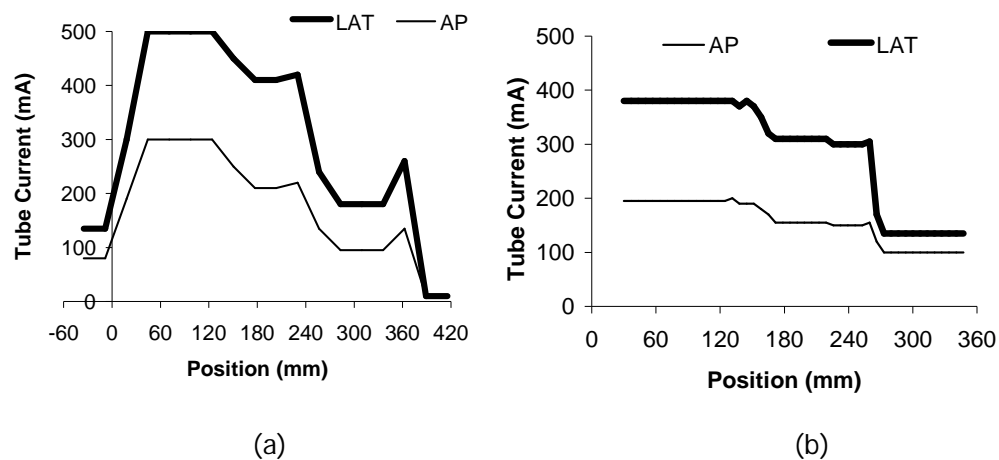 LAT AP
500
400
300
200
100
0
Tube Current (mA)
-60 0 60 120 180 240 300 360 420
Position (mm)
(a)
AP LAT
500
400
300
200
100
0
Tube Current (mA)
0 60 120 180 240 300 360
Position (mm)
(b)